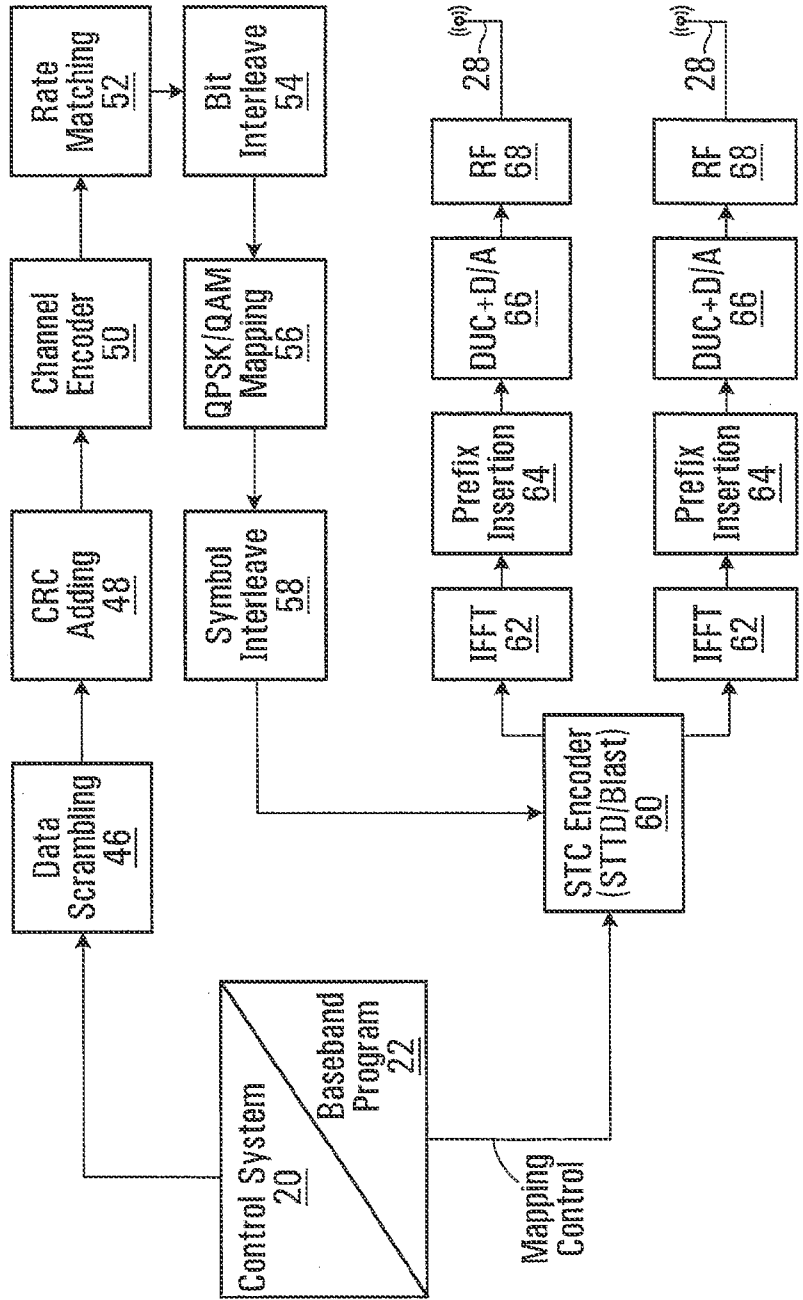 Control System
20
Baseband
Program
22
Mapping
Control
Data
Scrambling
46
CRC
Adding
48
Channel
Encoder
50
Rate
Matching
52
Bit
Interleave
54
QPSK/QAM
Mapping
56
Symbol
Interleave
58
STC Encoder
(STTD/Blast)
60
IFFT
62
Prefix
Insertion
64
DUC+D/A
66
RF
68
28
IFFT
62
Prefix
Insertion
64
DUC+D/A
66
RF
68
28